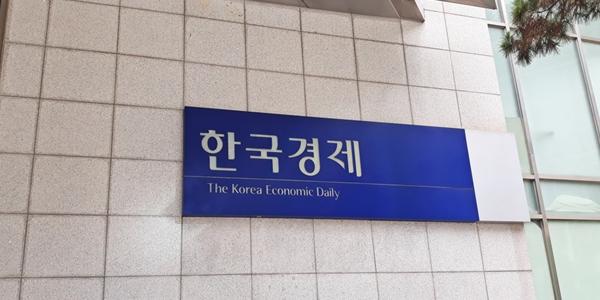 한국경제
The Korea Economic Daily